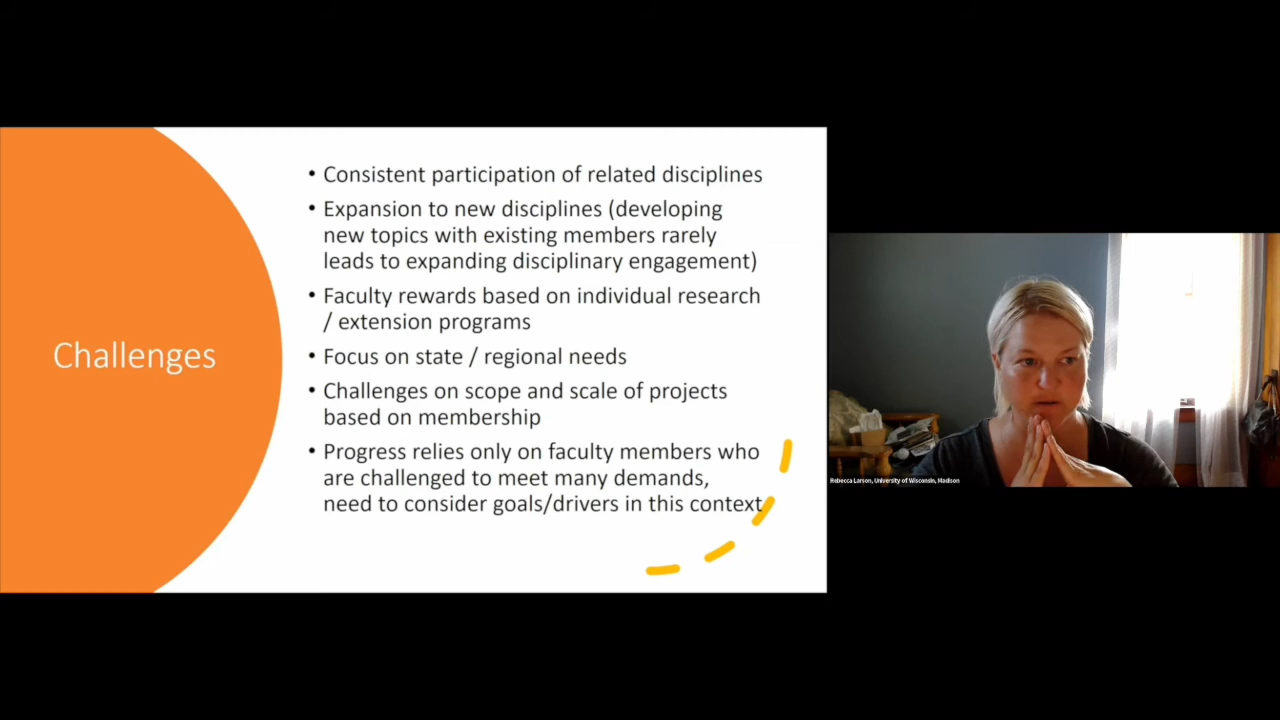 Challenges
• Consistent participation of related disciplines
• Expansion to new disciplines (developing
new topics with existing members rarely
leads to expanding disciplinary engagement)
• Faculty rewards based on individual research
/ extension programs
• Focus on state / regional needs
• Challenges on scope and scale of projects
based on membership
• Progress relies only on faculty members who
are challenged to meet many demands,
need to consider goals/drivers in this context
Rebecca Larson, University of Wisconsin, Madison